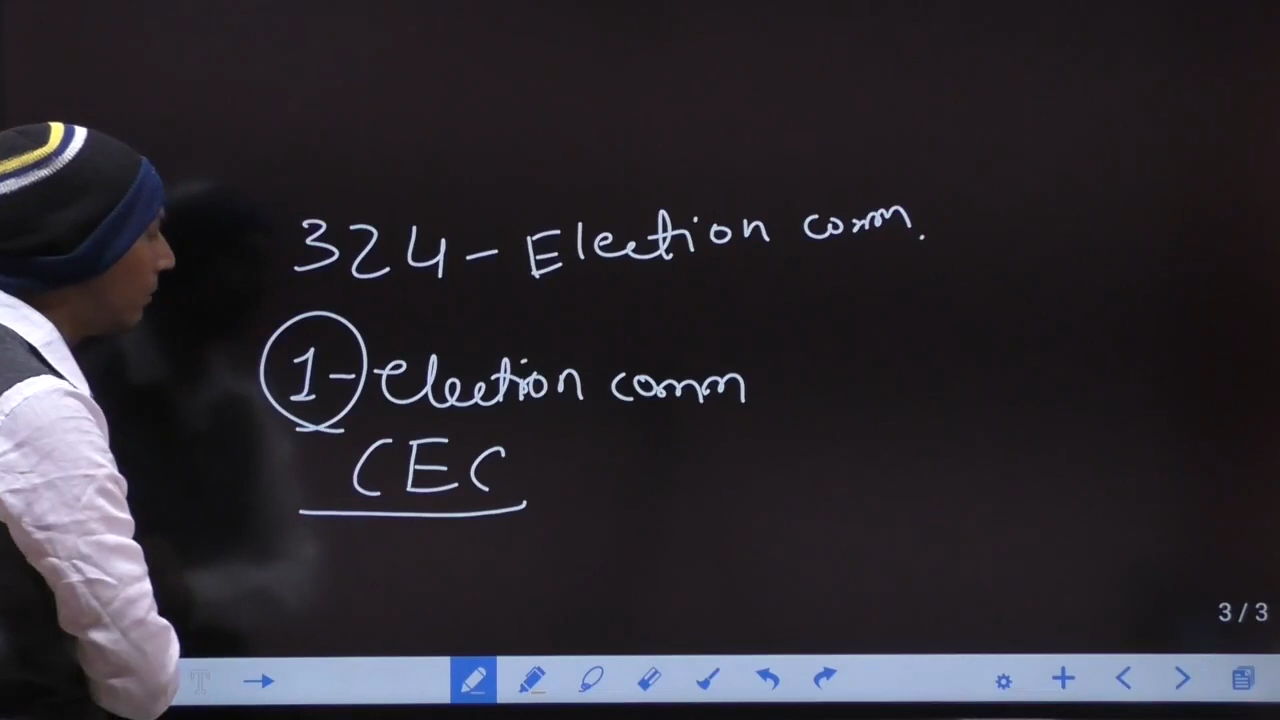 324 - Election comm.
1 - election comm
CEC
3 / 3
T